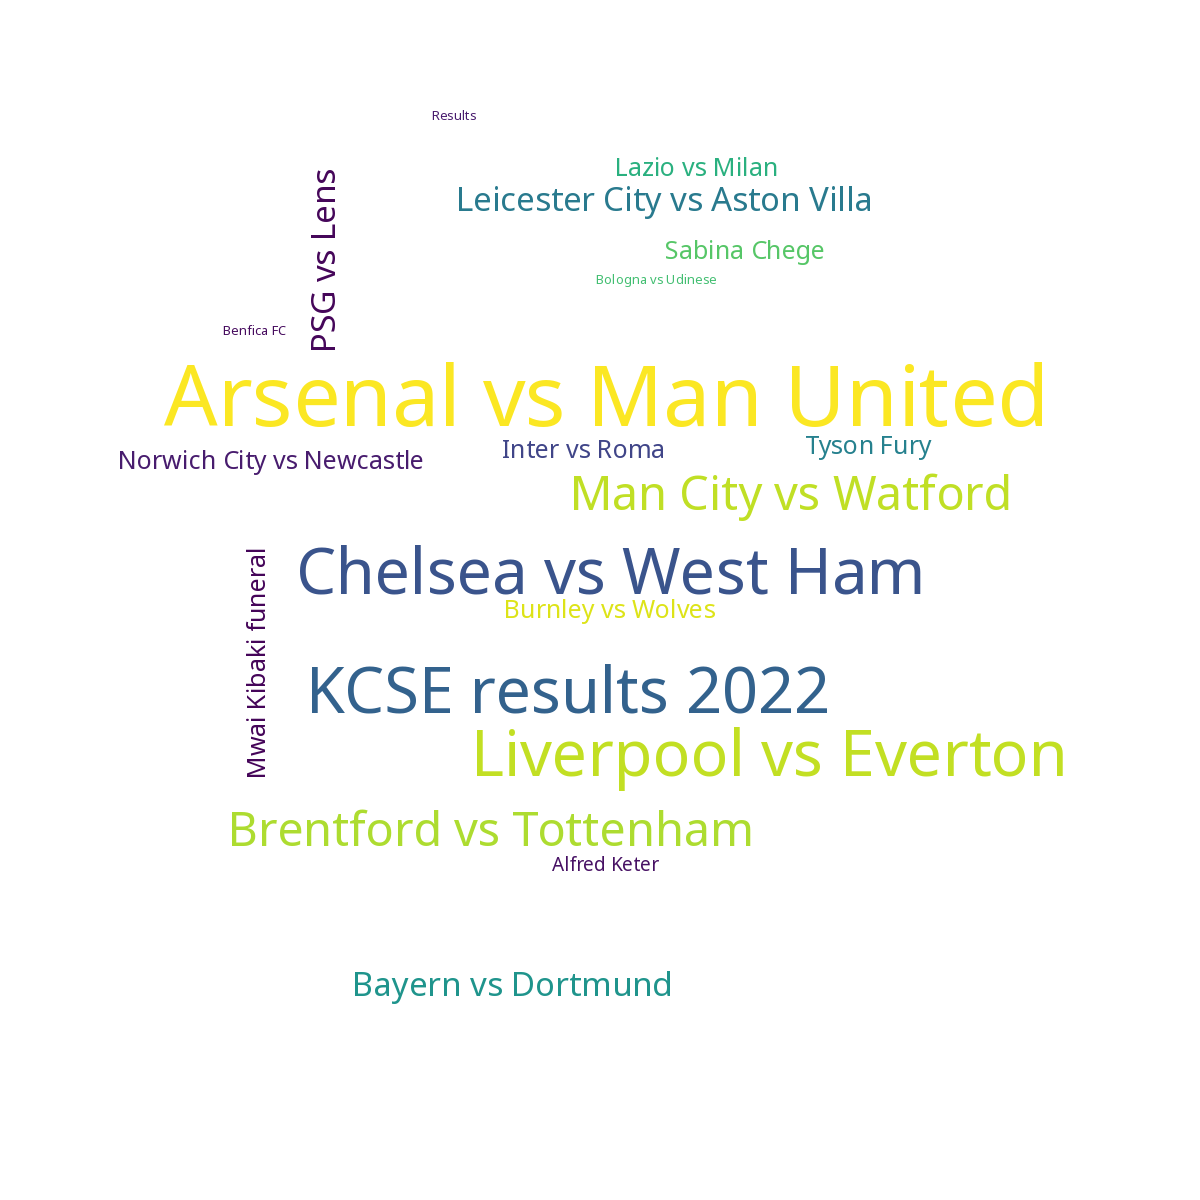 Results
Lazio vs Milan
PSG vs Lens
Leicester City vs Aston Villa
Sabina Chege
Bologna vs Udinese
Benfica FC
Arsenal vs Man United
Norwich City vs Newcastle
Inter vs Roma
Tyson Fury
Man City vs Watford
Chelsea vs West Ham
Mwai Kibaki funeral
Burnley vs Wolves
KCSE results 2022
Liverpool vs Everton
Brentford vs Tottenham
Alfred Keter
Bayern vs Dortmund